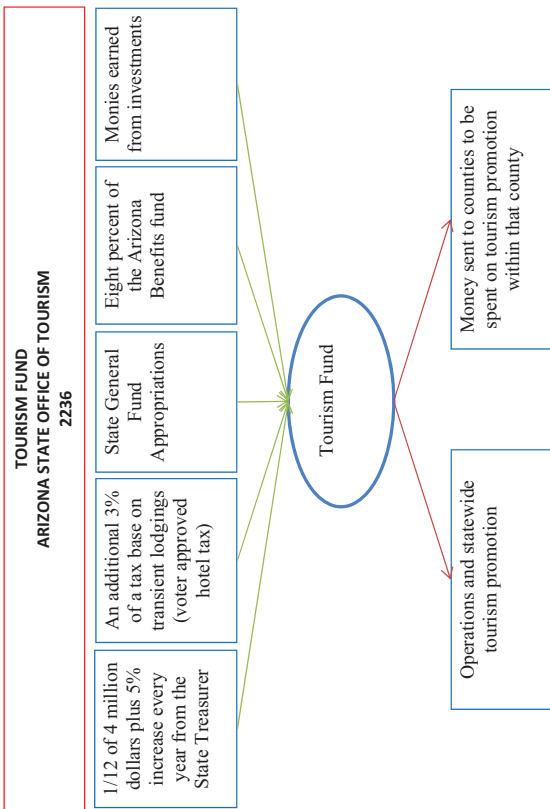 TOURISM FUND
ARIZONA STATE OFFICE OF TOURISM
2236
1/12 of 4 million
dollars plus 5%
increase every
year from the
State Treasurer
An additional 3%
of a tax base on
transient lodgings
(voter approved
hotel tax)
State General
Fund
Appropriations
Eight percent of
the Arizona
Benefits fund
Monies earned
from investments
Tourism Fund
Operations and statewide
tourism promotion
Money sent to counties to be
spent on tourism promotion
within that county